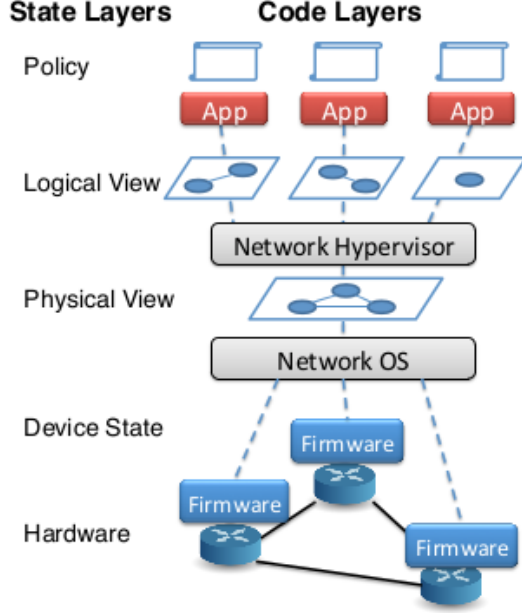 State Layers Code Layers
Policy
App App App
Logical View
Network Hypervisor
Physical View
Network OS
Device State
Firmware
Firmware
Hardware
Firmware